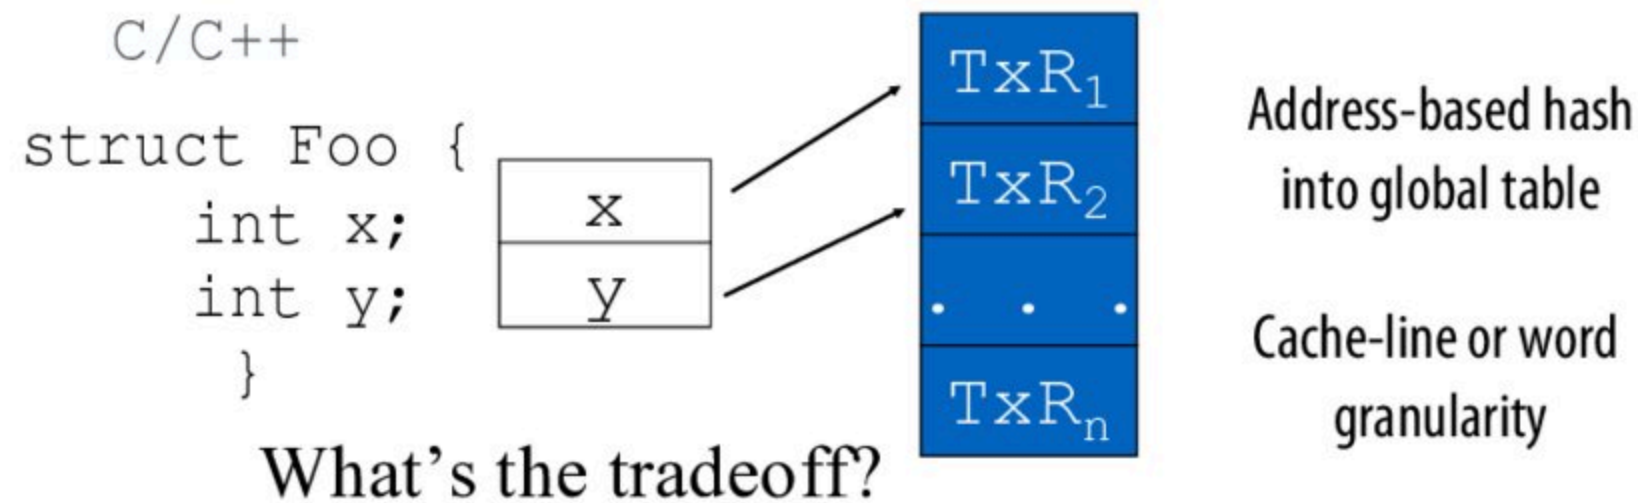 C/C++
struct Foo {
int x;
int y;
}
x
y
TxR₁
TxR₂
. . .
TxRₙ
Address-based hash
into global table
Cache-line or word
granularity
What's the tradeoff?